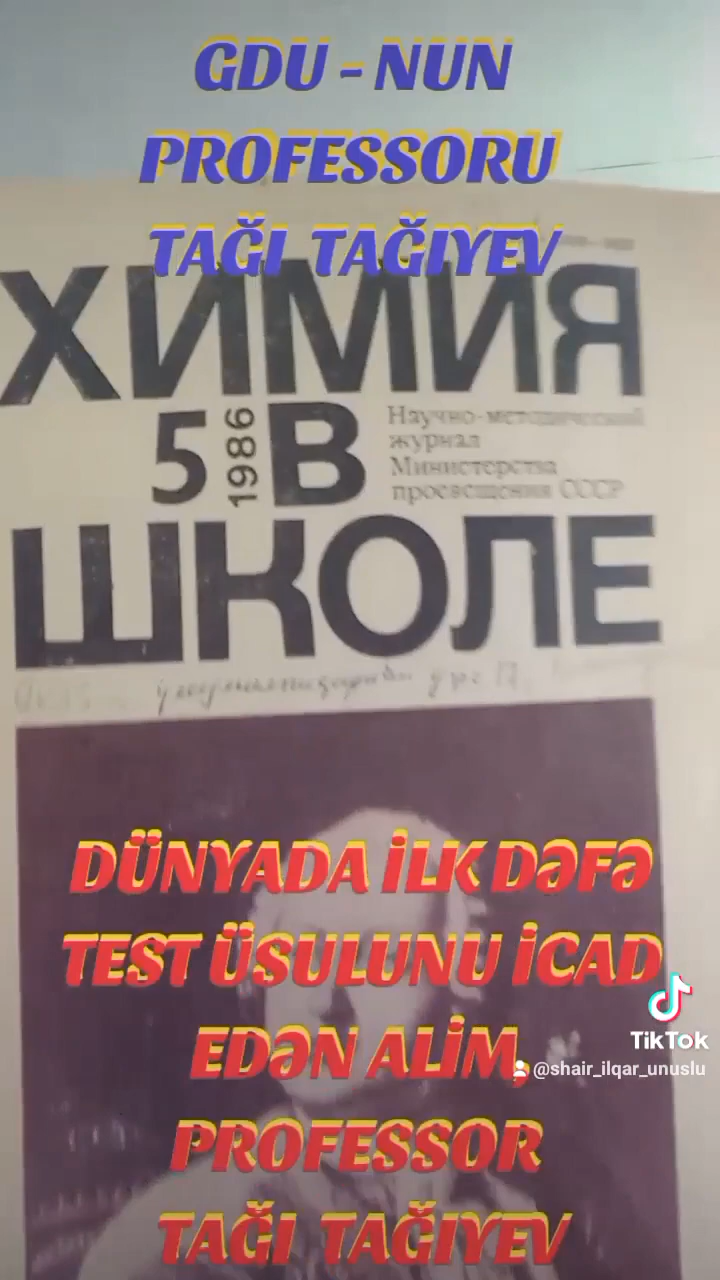 GDU - NUN
PROFESSORU
TAĞI TAĞIYEV
ХИМИЯ
5 1986 В
Научно-методический
журнал
Министерства
просвещения СССР
ШКОЛЕ
DÜNYADA İLK DƏFƏ
TEST ÜSULUNU İCAD
EDƏN ALİM,
PROFESSOR
TAĞI TAĞIYEV
TikTok
@shair_ilqar_unuslu